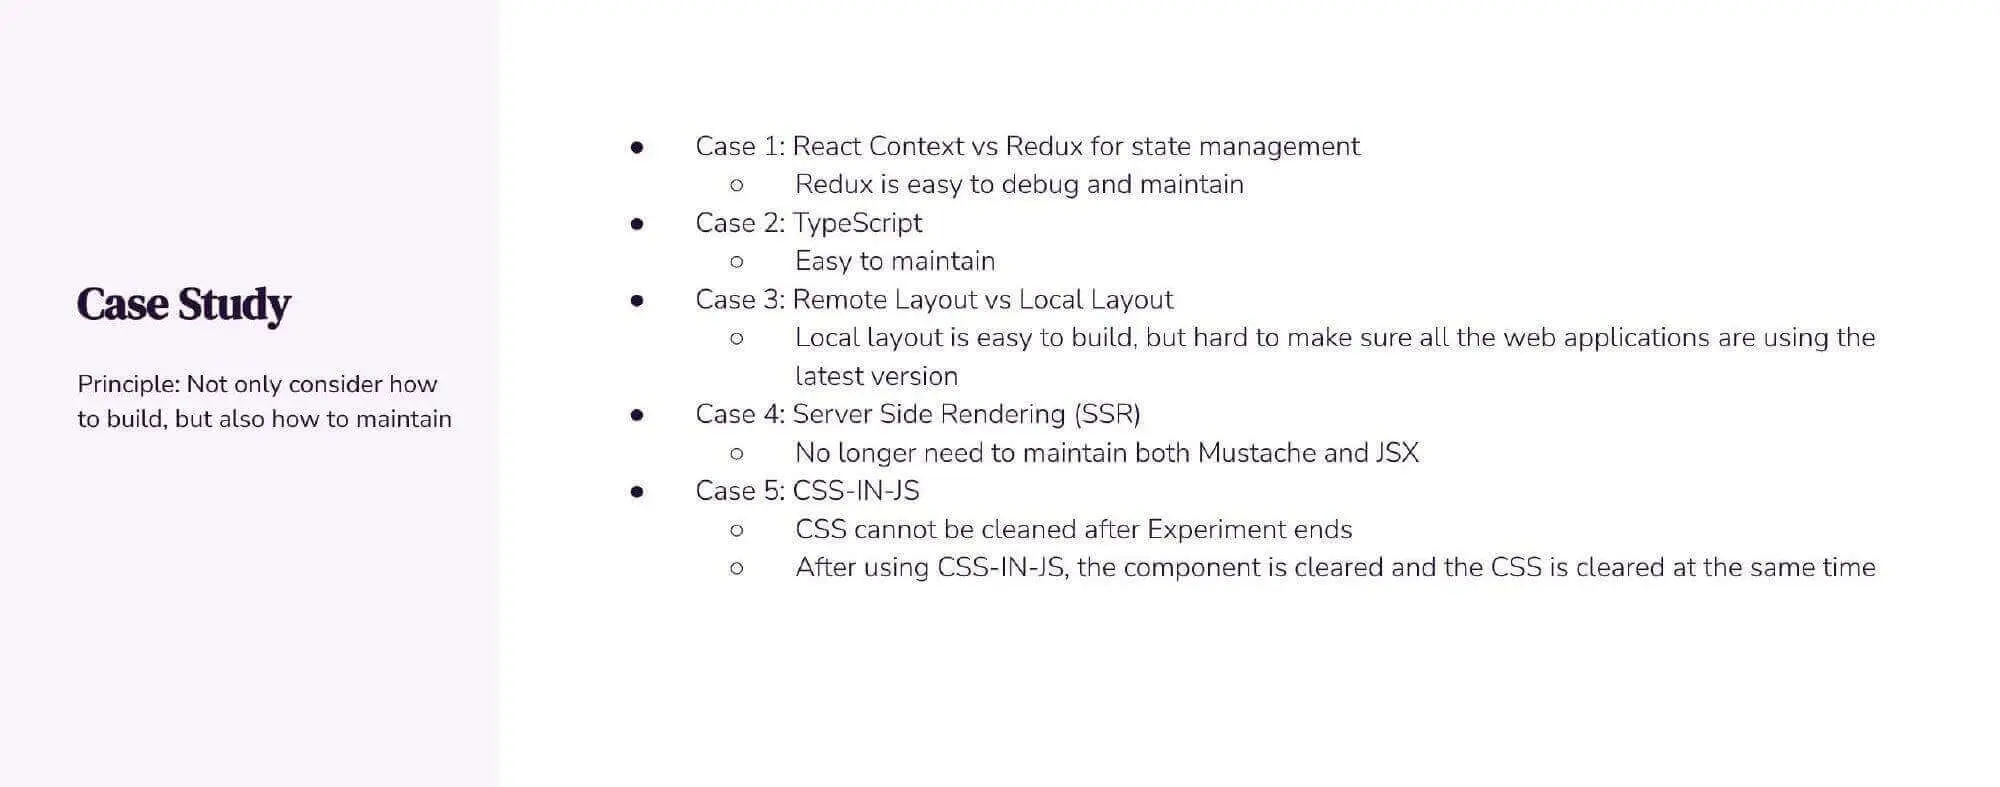 Case Study
Principle: Not only consider how
to build, but also how to maintain
● Case 1: React Context vs Redux for state management
○ Redux is easy to debug and maintain
● Case 2: TypeScript
○ Easy to maintain
● Case 3: Remote Layout vs Local Layout
○ Local layout is easy to build, but hard to make sure all the web applications are using the
latest version
● Case 4: Server Side Rendering (SSR)
○ No longer need to maintain both Mustache and JSX
● Case 5: CSS-IN-JS
○ CSS cannot be cleaned after Experiment ends
○ After using CSS-IN-JS, the component is cleared and the CSS is cleared at the same time